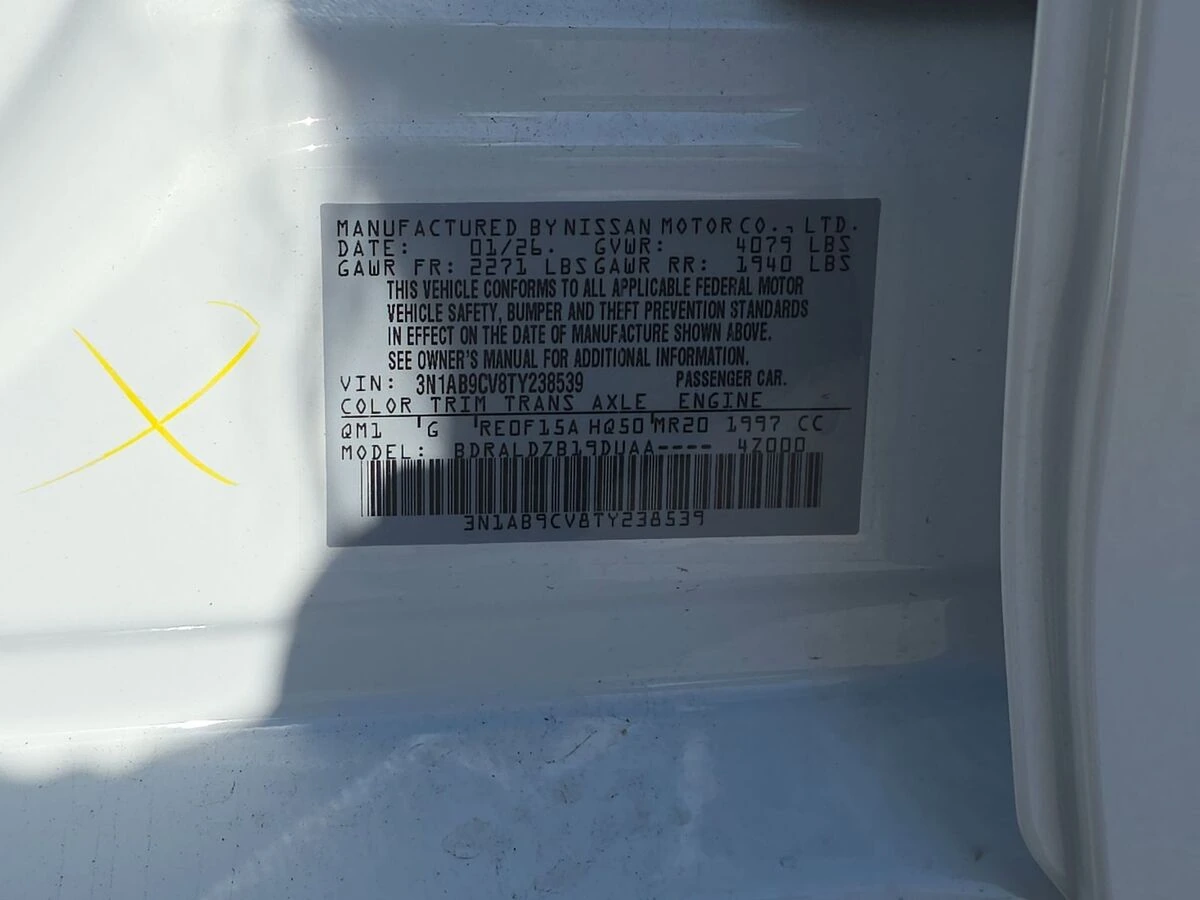 MANUFACTURED BY NISSAN MOTOR CO., LTD.
DATE: 01/26. GVWR: 4079 LBS
GAWR FR: 2271 LBS GAWR RR: 1940 LBS
THIS VEHICLE CONFORMS TO ALL APPLICABLE FEDERAL MOTOR
VEHICLE SAFETY, BUMPER AND THEFT PREVENTION STANDARDS
IN EFFECT ON THE DATE OF MANUFACTURE SHOWN ABOVE.
SEE OWNER'S MANUAL FOR ADDITIONAL INFORMATION.
VIN: 3N1AB9CV8TY238539 PASSENGER CAR.
COLOR TRIM TRANS AXLE ENGINE
QM1 'G 'RE0F15A HQ50'MR20 1997 CC
MODEL: BDRALDZB19DUAA---- 4Z000
3N1AB9CV8TY238539